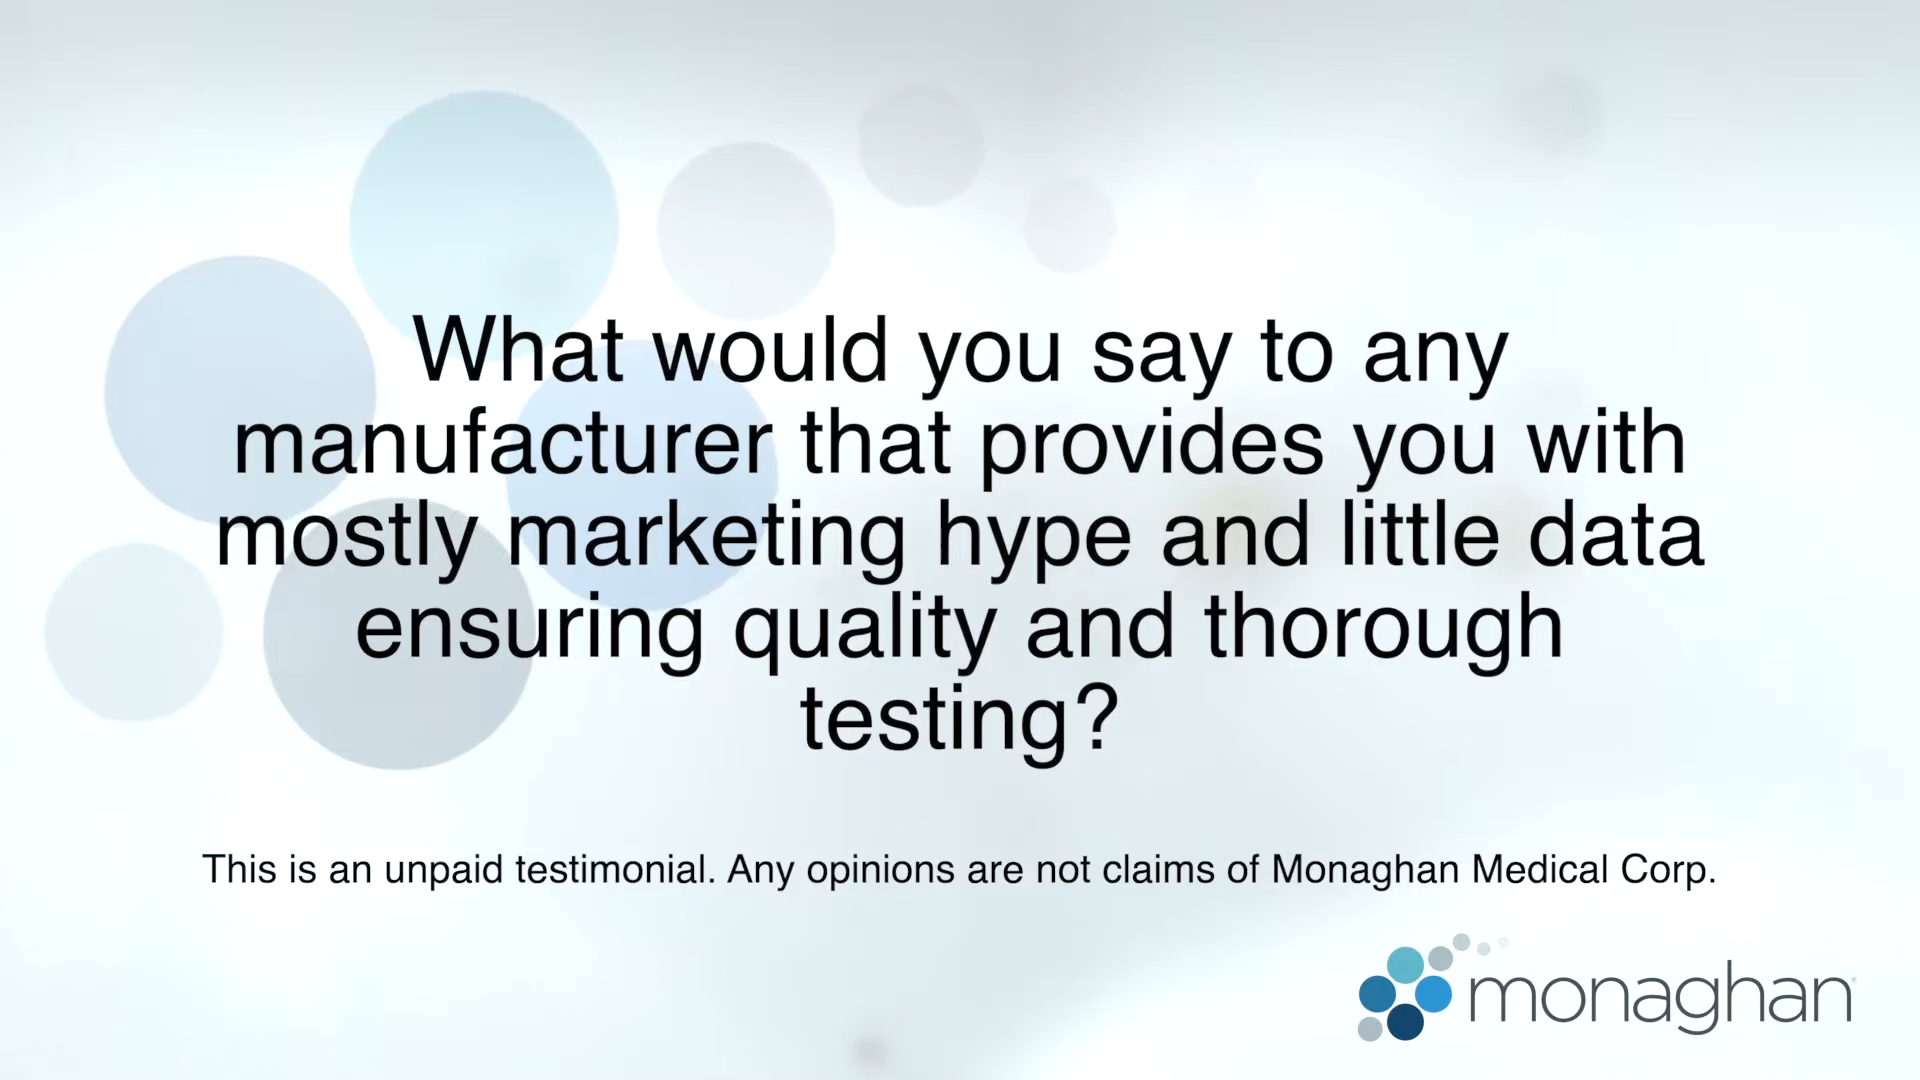 What would you say to any
manufacturer that provides you with
mostly marketing hype and little data
ensuring quality and thorough
testing?
This is an unpaid testimonial. Any opinions are not claims of Monaghan Medical Corp.
monaghan